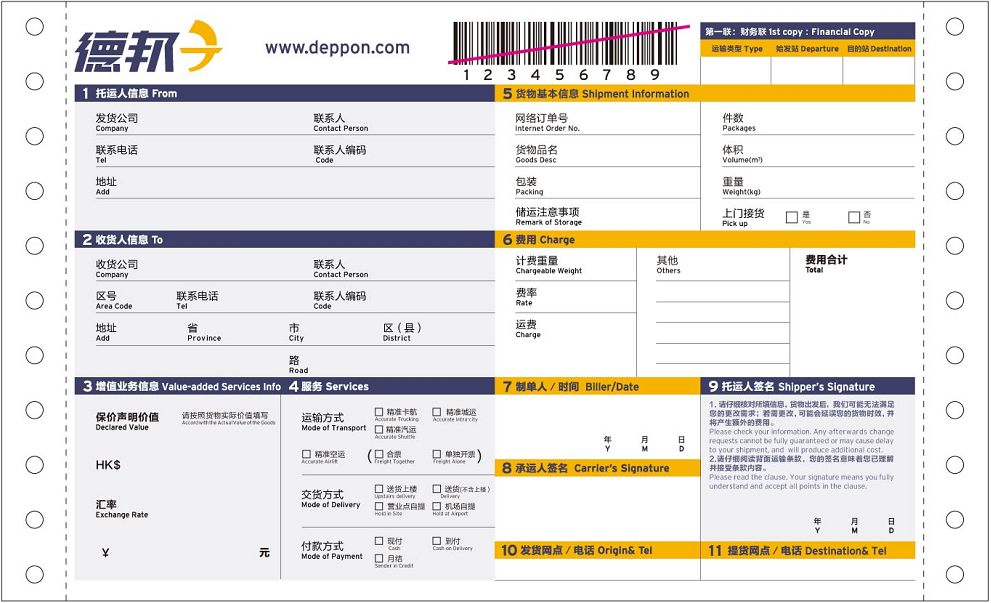 德邦
www.deppon.com
1 2 3 4 5 6 7 8 9
第一联：财务联 1st copy : Financial Copy
运输类型 Type 始发站 Departure 目的站 Destination
1 托运人信息 From
发货公司 联系人
Company Contact Person
联系电话 联系人编码
Tel Code
地址
Add
5 货物基本信息 Shipment Information
网络订单号 件数
Internet Order No. Packages
货物品名 体积
Goods Desc Volume(m³)
包装 重量
Packing Weight(kg)
储运注意事项 上门接货 是 否
Remark of Storage Pick up Yes No
2 收货人信息 To
收货公司 联系人
Company Contact Person
区号 联系电话 联系人编码
Area Code Tel Code
地址 省 市 区（县）
Add Province City District
路
Road
6 费用 Charge
计费重量 其他 费用合计
Chargeable Weight Others Total
费率
Rate
运费
Charge
3 增值业务信息 Value-added Services Info
保价声明价值 请按照货物实际价值填写
Declared Value Accord with the Actual Value of the Goods
HK$
汇率
Exchange Rate
¥ 元
4 服务 Services
运输方式 精准卡航 精准城运
Mode of Transport Accurate Trucking Accurate Intra-city
精准汽运
Accurate Shuttle
精准空运 ( 合票 单独开票 )
Accurate Airlift Freight Together Freight Alone
交货方式 送货上楼 送货(不含上楼)
Mode of Delivery Upstairs delivery Delivery
营业点自提 机场自提
Hold in Site Hold at Airport
付款方式 现付 到付
Mode of Payment Cash Cash on Delivery
月结
Sender in Credit
7 制单人 / 时间 Biller/Date
年 月 日
Y M D
8 承运人签名 Carrier's Signature
9 托运人签名 Shipper's Signature
1. 请仔细核对所填信息，货物出发后，我们可能无法满足
您的更改需求；若需更改，可能会延误您的货物时效，并
将产生额外的费用。
Please check your information. Any afterwards change
requests cannot be fully guaranteed or may cause delay
to your shipment, and will produce additional cost.
2.请仔细阅读背面运输条款，您的签名意味着您已理解
并接受条款内容。
Please read the clause. Your signature means you fully
understand and accept all points in the clause.
年 月 日
Y M D
10 发货网点 / 电话 Origin& Tel
11 提货网点 / 电话 Destination& Tel